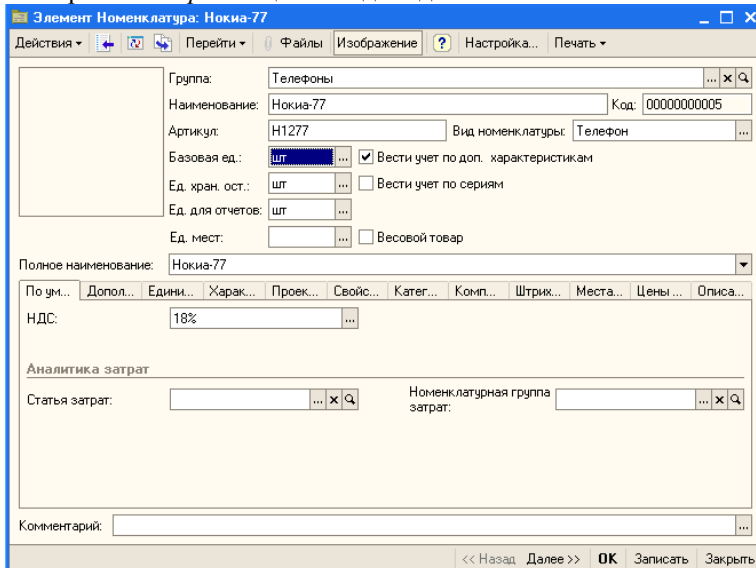 Элемент Номенклатура: Нокиа-77
Действия Перейти Файлы Изображение ? Настройка... Печать
Группа: Телефоны ... x
Наименование: Нокиа-77 Код: 00000000005
Артикул: Н1277 Вид номенклатуры: Телефон ...
Базовая ед.: шт ... Вести учет по доп. характеристикам
Ед. хран. ост.: шт ... Вести учет по сериям
Ед. для отчетов: шт ...
Ед. мест: ... Весовой товар
Полное наименование: Нокиа-77
По ум... Допол... Едини... Харак... Проек... Свойс... Катег... Комп... Штрих... Места... Цены ... Описа...
НДС: 18% ...
Аналитика затрат
Статья затрат: ... x Номенклатурная группа затрат: ... x
Комментарий: ...
<< Назад Далее >> OK Записать Закрыть